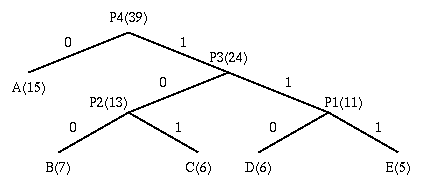 P4(39)
0 1
P3(24)
A(15)
0 1
P2(13) P1(11)
0 1 0 1
B(7) C(6) D(6) E(5)